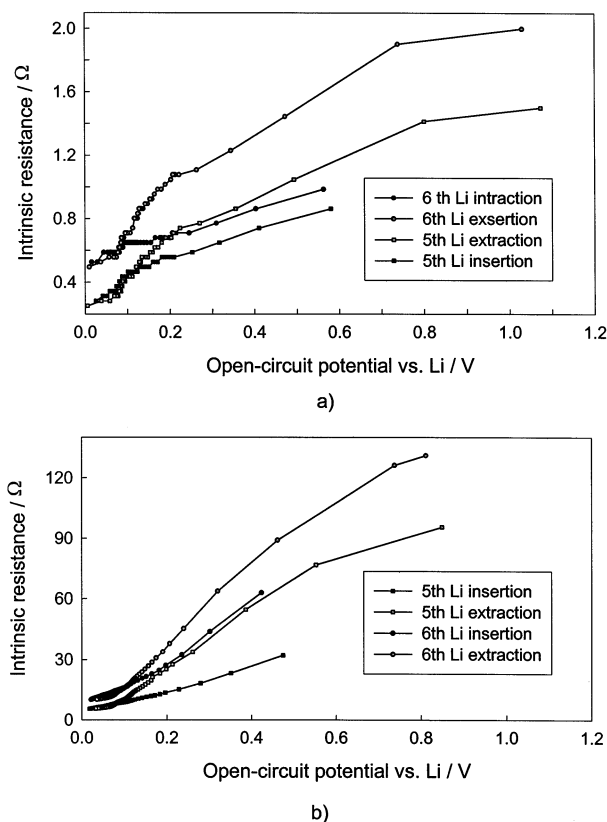 2.0
1.6
1.2
0.8
0.4
Intrinsic resistance / Ω
6 th Li intraction
6th Li exsertion
5th Li extraction
5th Li insertion
0.0 0.2 0.4 0.6 0.8 1.0 1.2
Open-circuit potential vs. Li / V
a)
120
90
60
30
0
Intrinsic resistance / Ω
5th Li insertion
5th Li extraction
6th Li insertion
6th Li extraction
0.0 0.2 0.4 0.6 0.8 1.0 1.2
Open-circuit potential vs. Li / V
b)